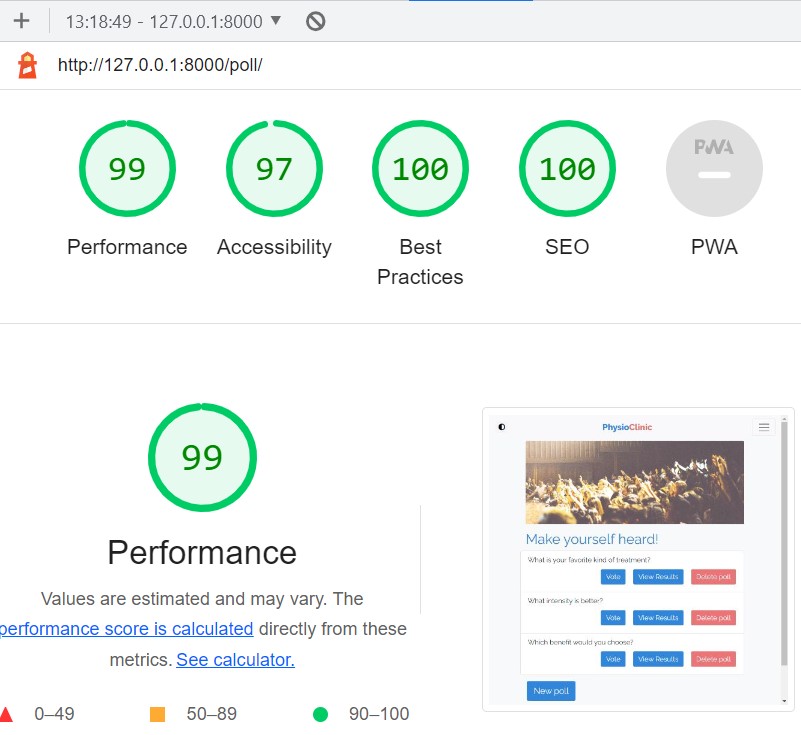 13:18:49 - 127.0.0.1:8000
http://127.0.0.1:8000/poll/
99 97 100 100 PWA
Performance Accessibility Best Practices SEO PWA
99
Performance
Values are estimated and may vary. The
performance score is calculated directly from these
metrics. See calculator.
0–49 50–89 90–100
PhysioClinic
Make yourself heard!
What is your favorite kind of treatment?
Vote View Results Delete poll
What intensity is better?
Vote View Results Delete poll
Which benefit would you choose?
Vote View Results Delete poll
New poll